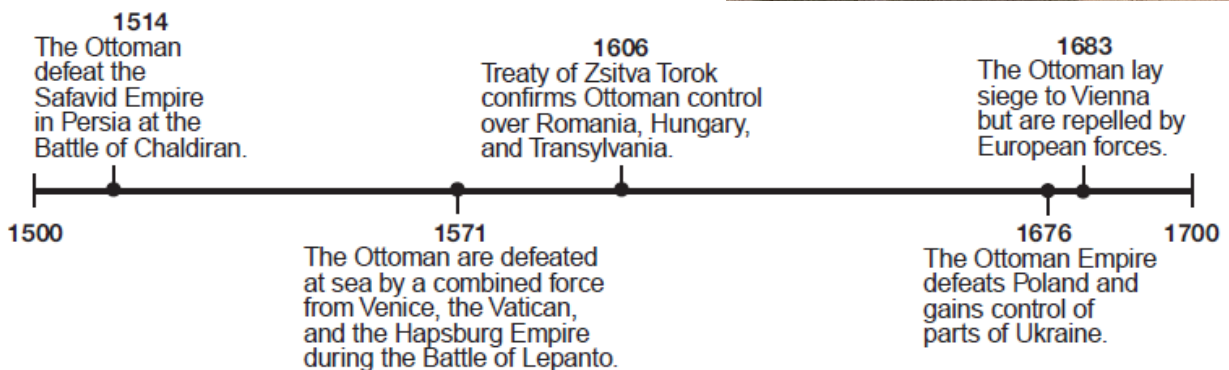 1514
The Ottoman
defeat the
Safavid Empire
in Persia at the
Battle of Chaldiran.
1606
Treaty of Zsitva Torok
confirms Ottoman control
over Romania, Hungary,
and Transylvania.
1683
The Ottoman lay
siege to Vienna
but are repelled by
European forces.
1500
1571
The Ottoman are defeated
at sea by a combined force
from Venice, the Vatican,
and the Hapsburg Empire
during the Battle of Lepanto.
1676
The Ottoman Empire
defeats Poland and
gains control of
parts of Ukraine.
1700